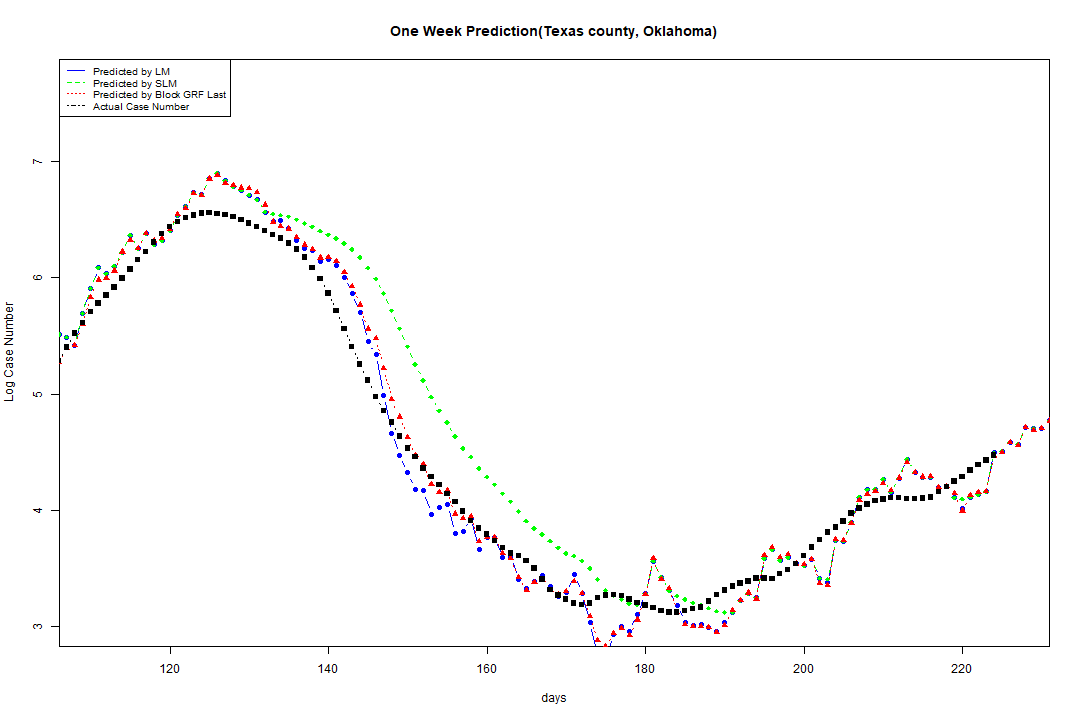 One Week Prediction(Texas county, Oklahoma)
Predicted by LM
Predicted by SLM
Predicted by Block GRF Last
Actual Case Number
7
6
5
4
3
Log Case Number
120 140 160 180 200 220
days